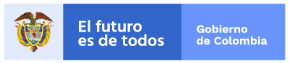 El futuro
es de todos
Gobierno
de Colombia